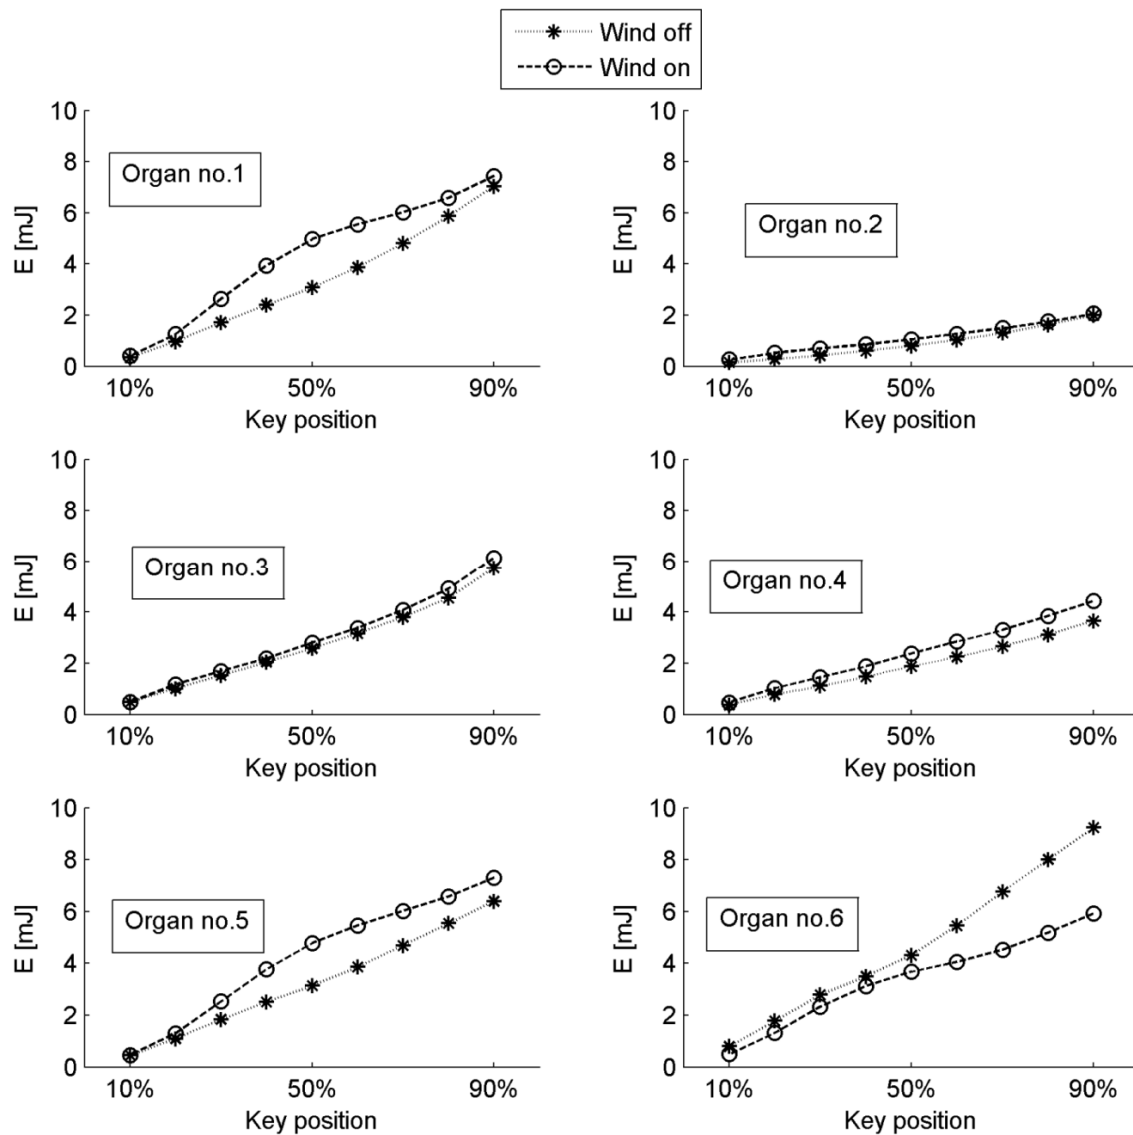 Wind off
Wind on
10
8
6
4
2
0
E [mJ]
Organ no.1
10%
50%
90%
Key position
10
8
6
4
2
0
E [mJ]
Organ no.2
10%
50%
90%
Key position
10
8
6
4
2
0
E [mJ]
Organ no.3
10%
50%
90%
Key position
10
8
6
4
2
0
E [mJ]
Organ no.4
10%
50%
90%
Key position
10
8
6
4
2
0
E [mJ]
Organ no.5
10%
50%
90%
Key position
10
8
6
4
2
0
E [mJ]
Organ no.6
10%
50%
90%
Key position